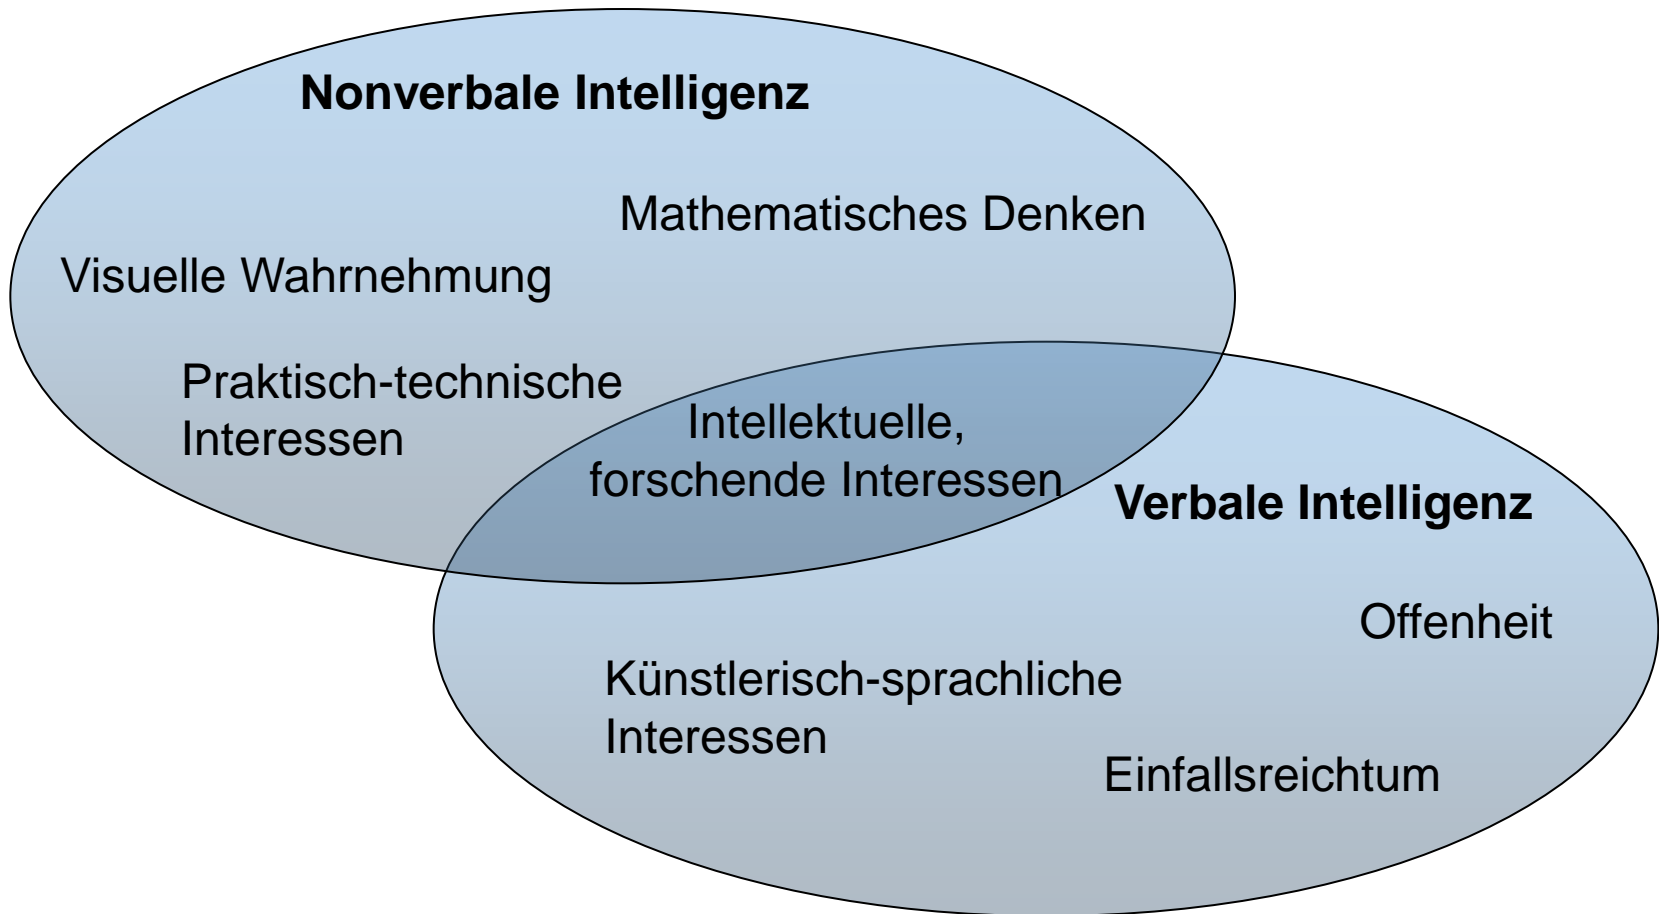 Nonverbale Intelligenz
Mathematisches Denken
Visuelle Wahrnehmung
Praktisch-technische
Interessen
Intellektuelle,
forschende Interessen
Verbale Intelligenz
Offenheit
Künstlerisch-sprachliche
Interessen
Einfallsreichtum